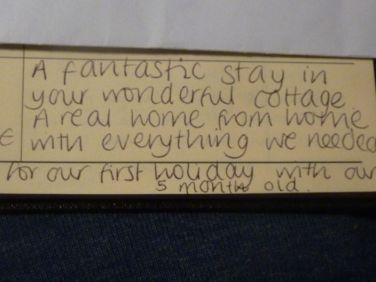 A fantastic stay in
your wonderful cottage
A real home from home
e with everything we needed
for our first holiday with our
5 month old.